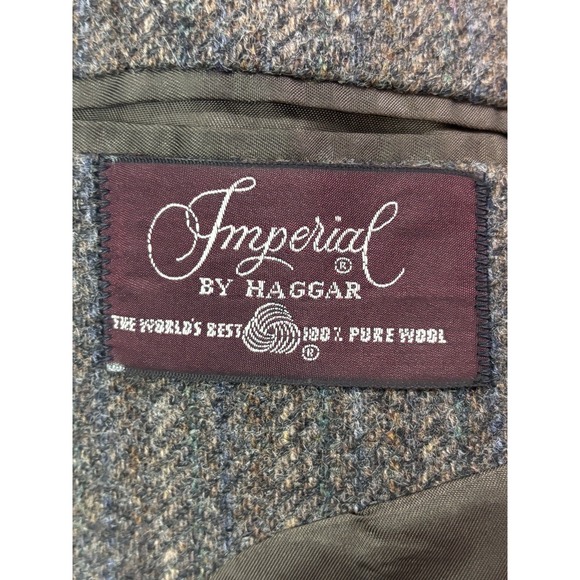 Imperial®
BY HAGGAR
THE WORLD'S BEST 100% PURE WOOL
®